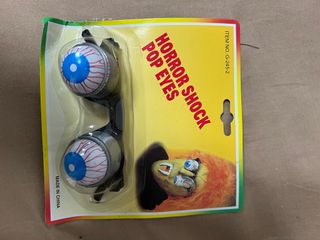 ITEM NO.: G-245-2
HORROR SHOCK
POP EYES
MADE IN CHINA